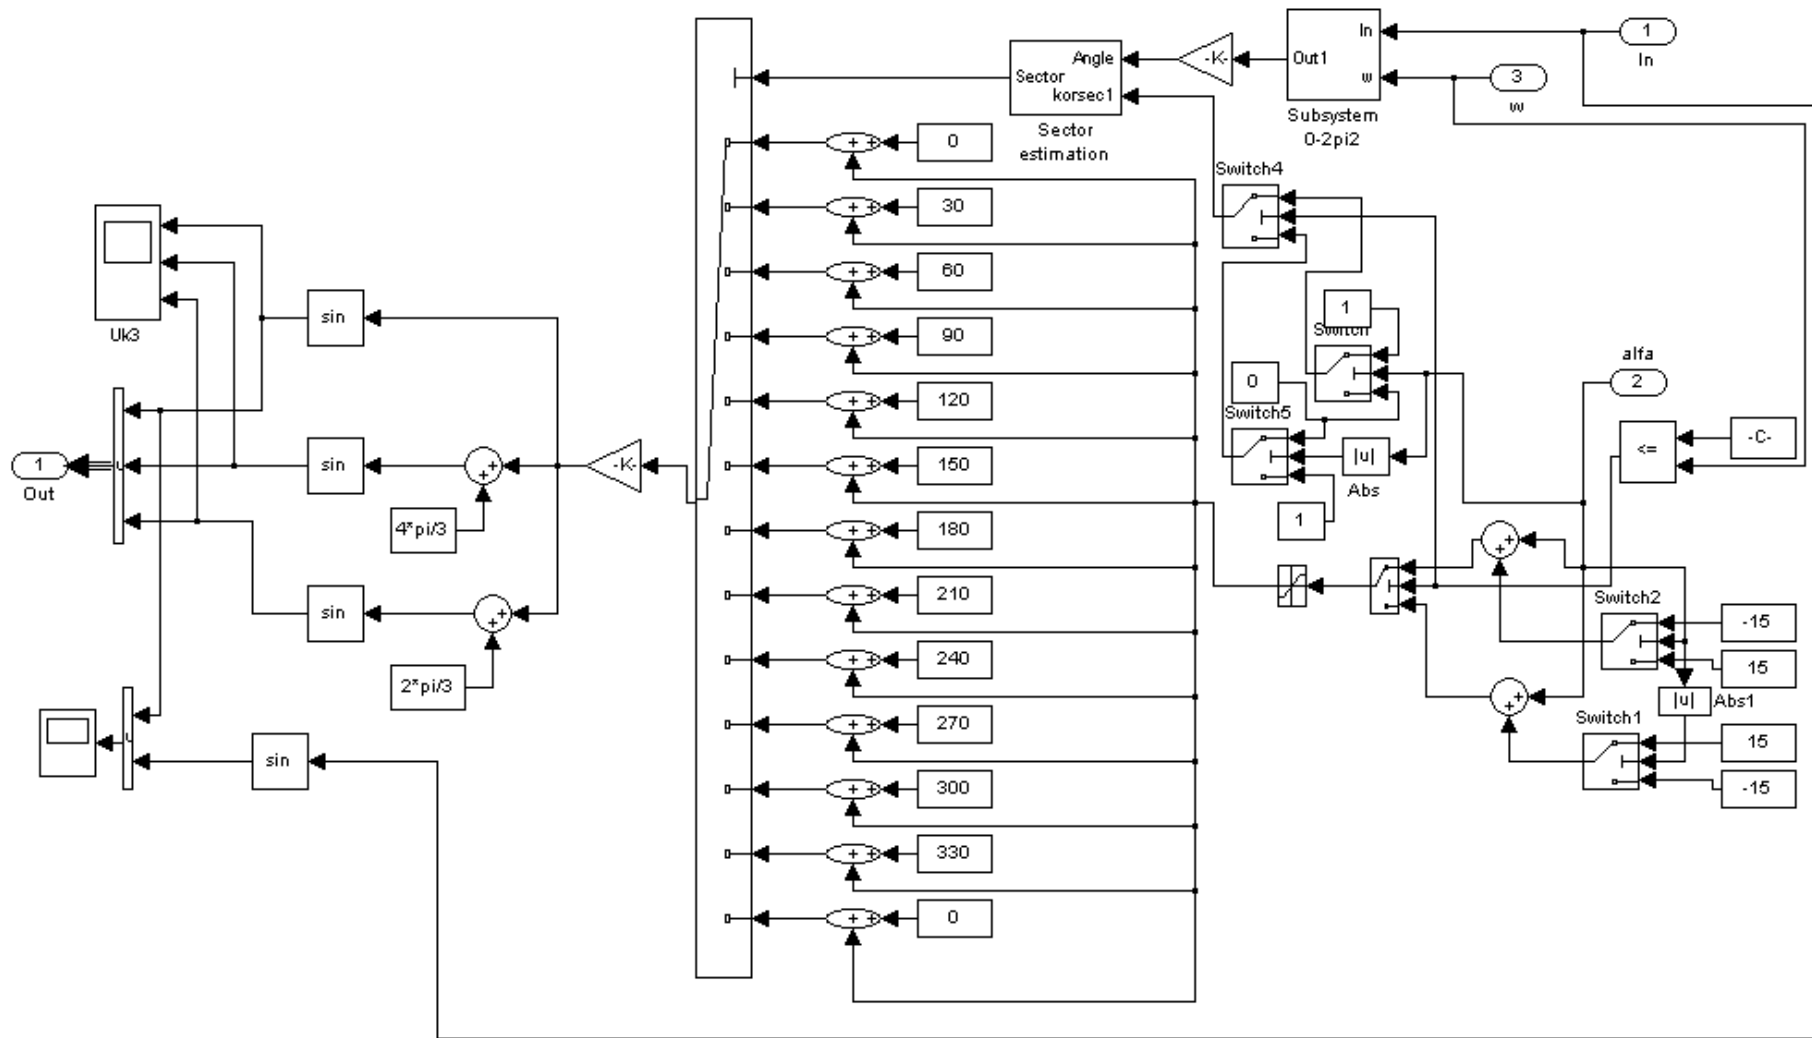 In
1
In
Out1
w
3
w
Subsystem
0-2pi2
-K-
Angle
Sector
korsec1
Sector
estimation
+ +
0
+ +
30
+ +
60
+ +
90
+ +
120
+ +
150
+ +
180
+ +
210
+ +
240
+ +
270
+ +
300
+ +
330
+ +
0
Switch4
1
Switch
0
Switch5
|u|
Abs
1
alfa
2
-C-
<=
+
+
Switch2
-15
15
|u|
Abs1
+
+
Switch1
15
-15
Uk3
sin
1
Out
sin
+
+
-K-
4*pi/3
sin
+
+
2*pi/3
sin